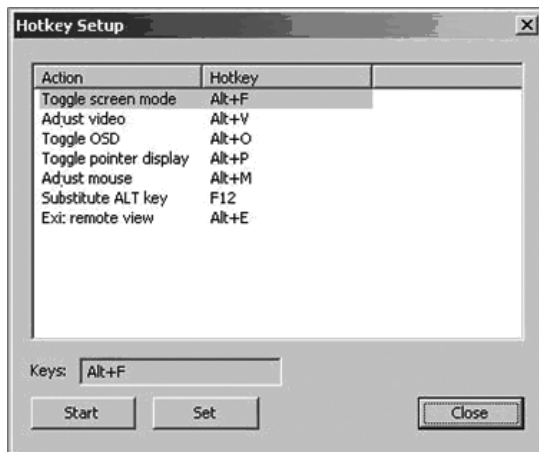 Hotkey Setup
Action Hotkey
Toggle screen mode Alt+F
Adjust video Alt+V
Toggle OSD Alt+O
Toggle pointer display Alt+P
Adjust mouse Alt+M
Substitute ALT key F12
Exit remote view Alt+E
Keys: Alt+F
Start Set Close